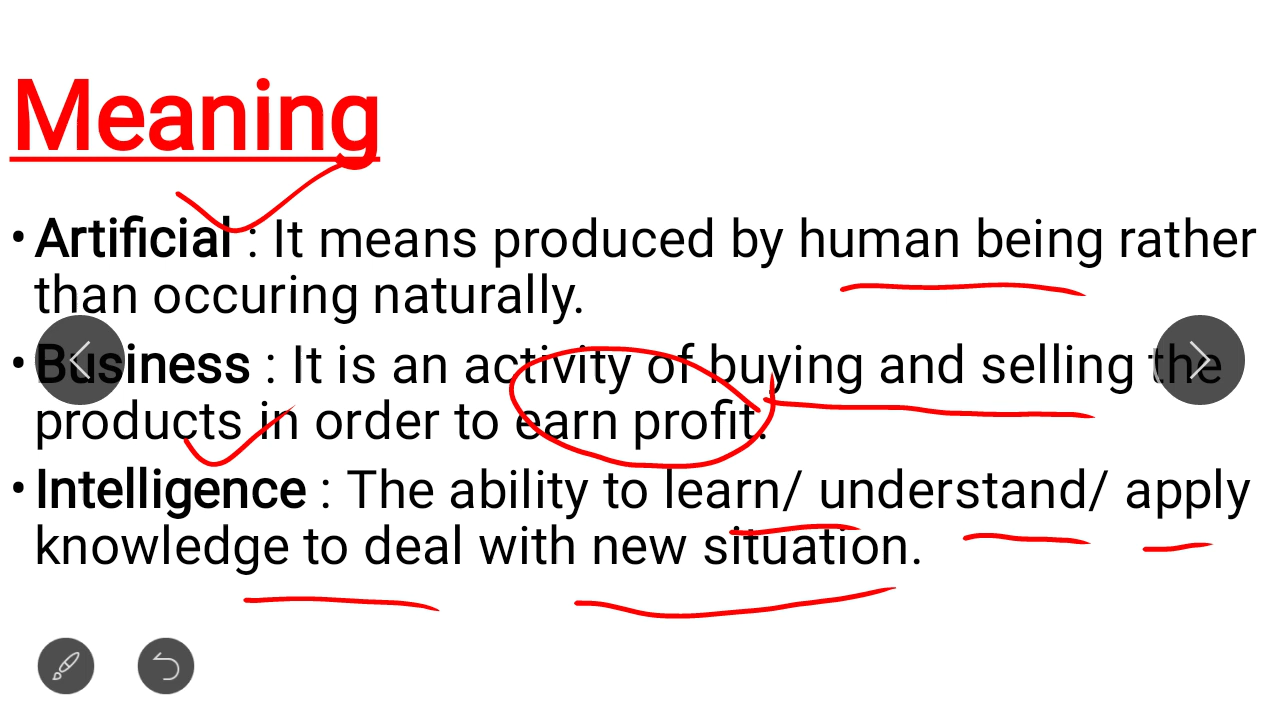 Meaning
• Artificial : It means produced by human being rather
than occuring naturally.
• Business : It is an activity of buying and selling the
products in order to earn profit.
• Intelligence : The ability to learn/ understand/ apply
knowledge to deal with new situation.